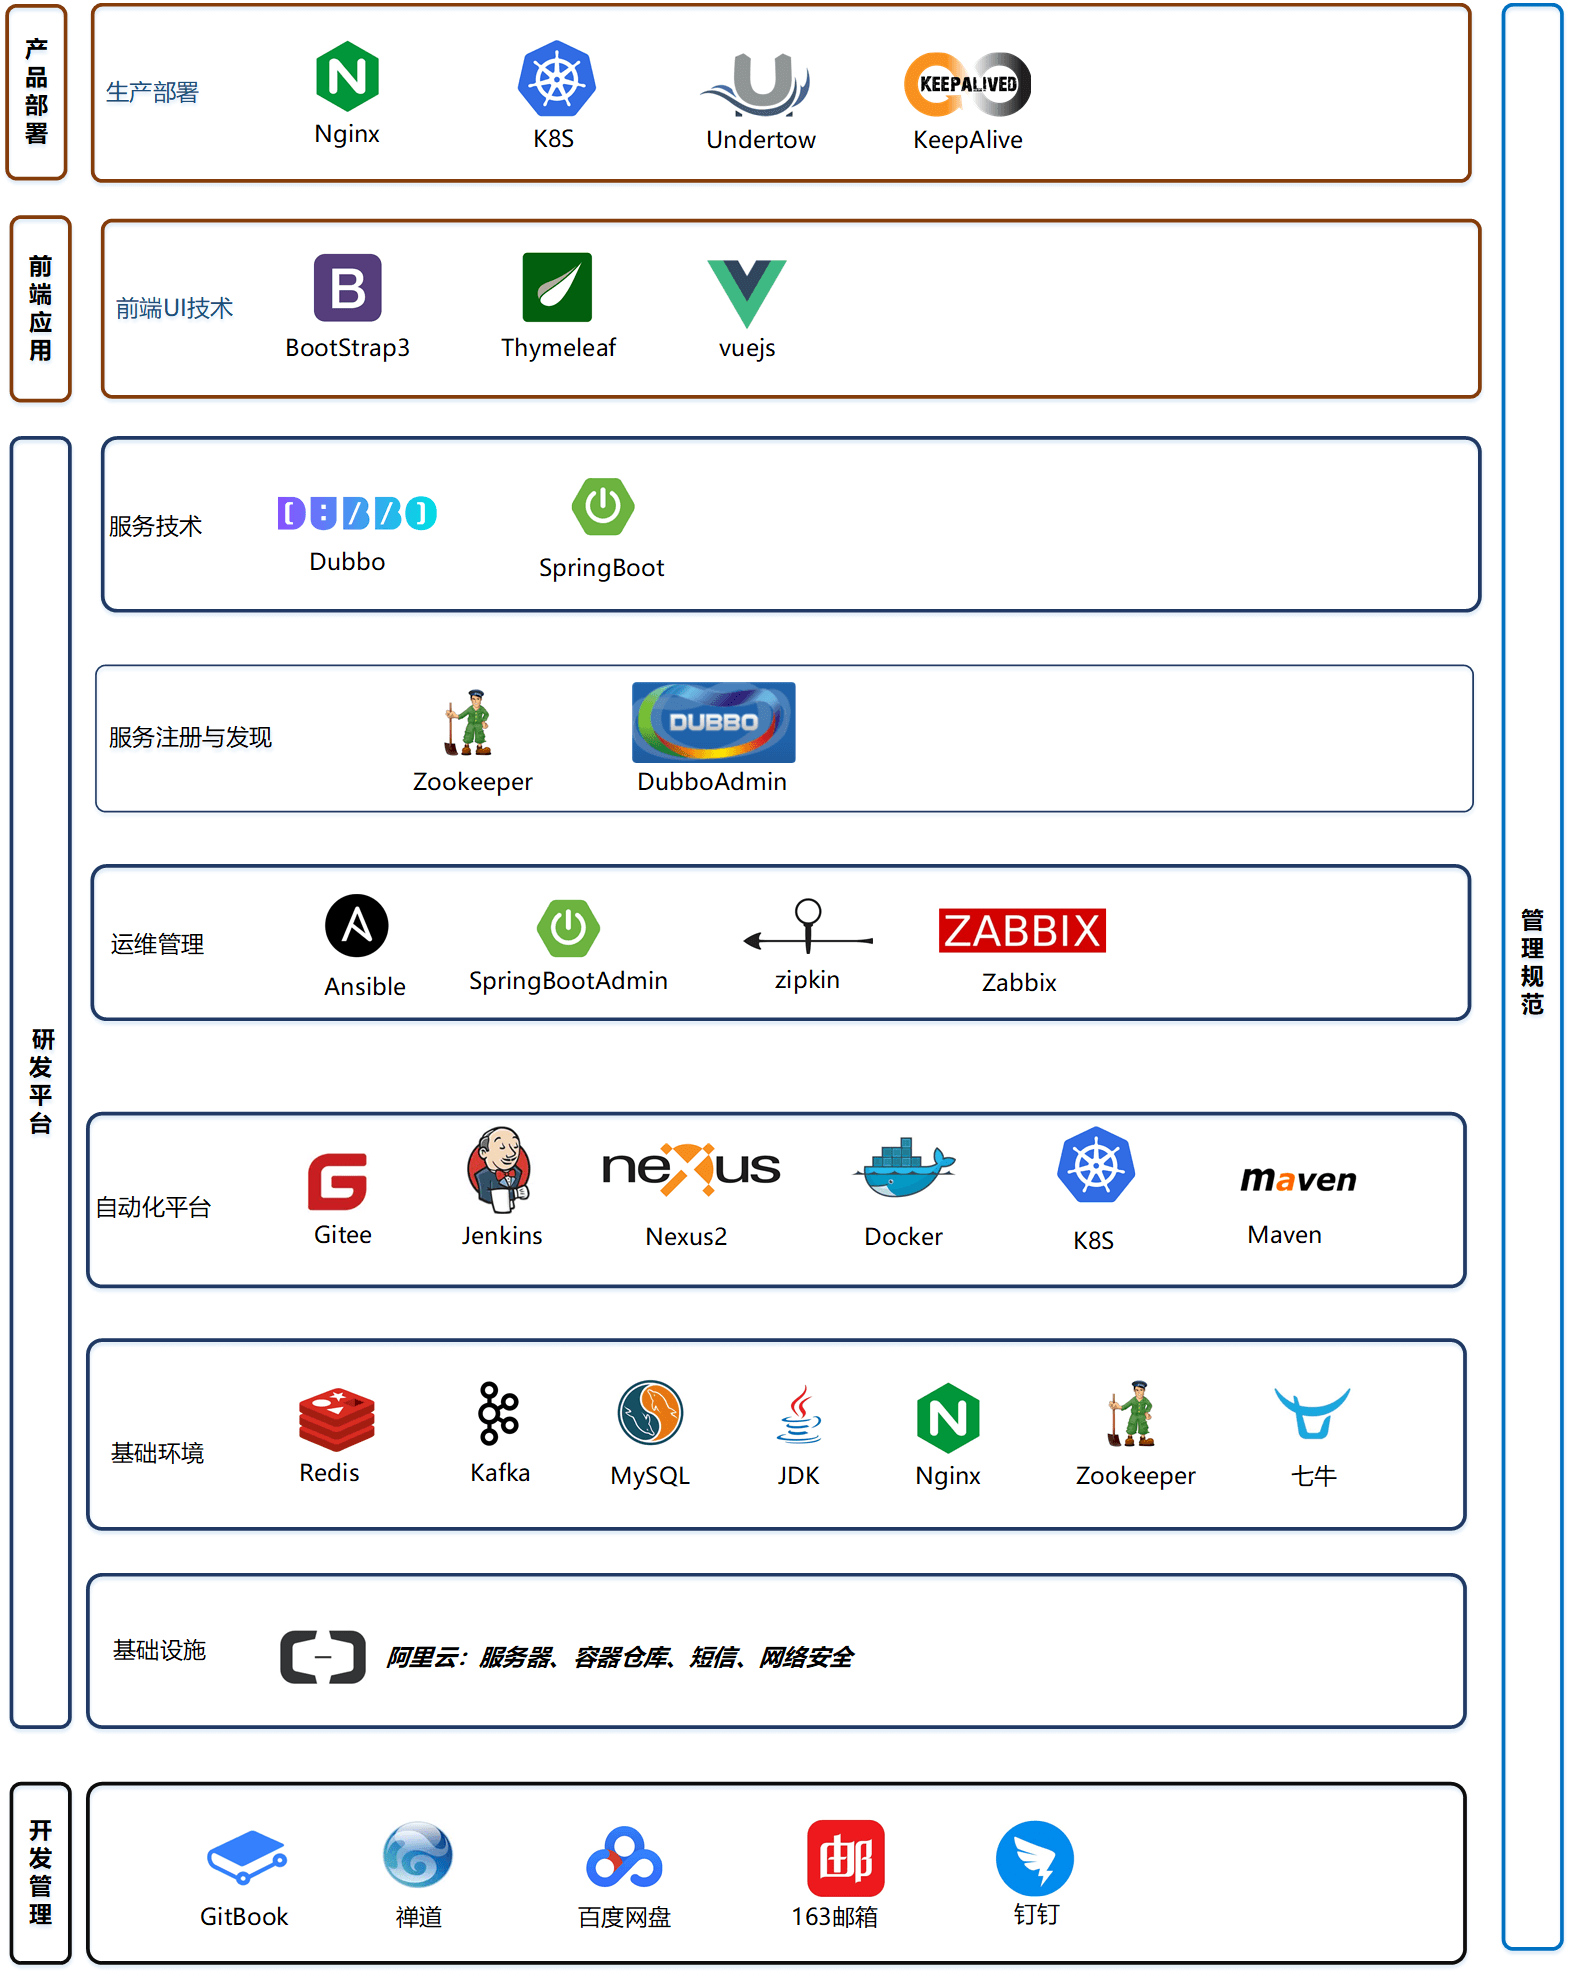 产品部署
生产部署
Nginx
K8S
Undertow
KEEPALIVED
KeepAlive
前端应用
前端UI技术
B
BootStrap3
Thymeleaf
vuejs
服务技术
DUBBO
Dubbo
SpringBoot
服务注册与发现
Zookeeper
DUBBO
DubboAdmin
运维管理
Ansible
SpringBootAdmin
zipkin
ZABBIX
Zabbix
管理规范
研发平台
自动化平台
Gitee
Jenkins
nexus
Nexus2
Docker
K8S
maven
Maven
基础环境
Redis
Kafka
MySQL
JDK
Nginx
Zookeeper
七牛
基础设施
阿里云：服务器、容器仓库、短信、网络安全
开发管理
GitBook
禅道
百度网盘
邮
163邮箱
钉钉